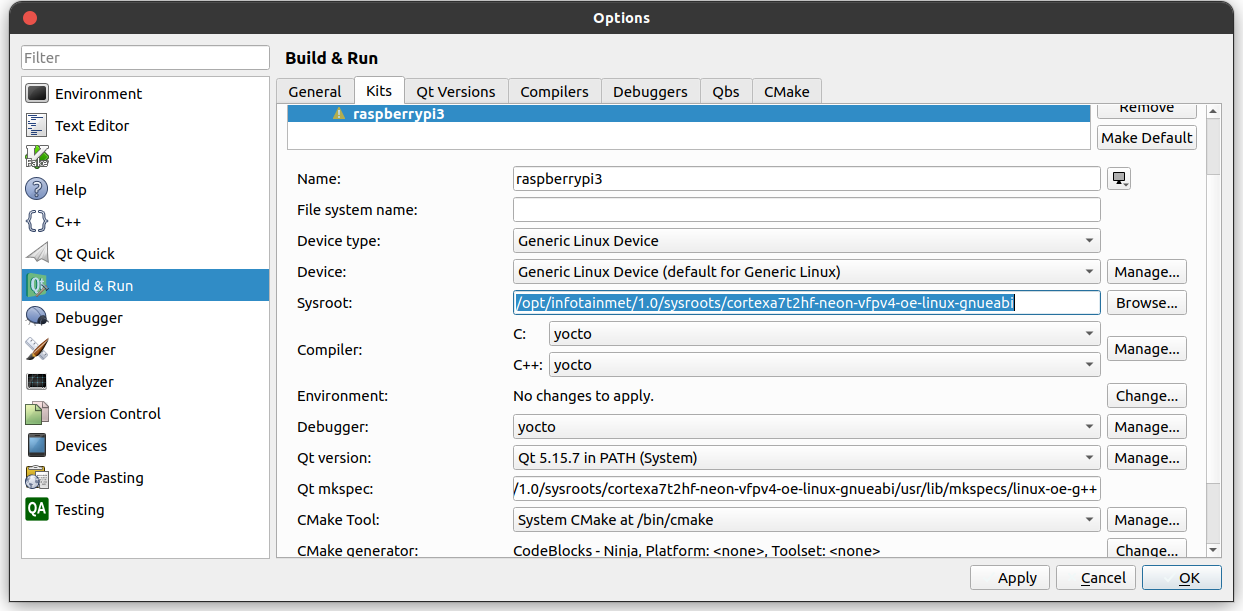 Options
Filter
Environment
Text Editor
FakeVim
Help
C++
Qt Quick
Build & Run
Debugger
Designer
Analyzer
Version Control
Devices
Code Pasting
QA Testing
Build & Run
General Kits Qt Versions Compilers Debuggers Qbs CMake
raspberrypi3 Remove
Make Default
Name: raspberrypi3
File system name:
Device type: Generic Linux Device
Device: Generic Linux Device (default for Generic Linux) Manage...
Sysroot: /opt/infotainmet/1.0/sysroots/cortexa7t2hf-neon-vfpv4-oe-linux-gnueabi Browse...
Compiler: C: yocto
C++: yocto Manage...
Environment: No changes to apply. Change...
Debugger: yocto Manage...
Qt version: Qt 5.15.7 in PATH (System) Manage...
Qt mkspec: /1.0/sysroots/cortexa7t2hf-neon-vfpv4-oe-linux-gnueabi/usr/lib/mkspecs/linux-oe-g++
CMake Tool: System CMake at /bin/cmake Manage...
CMake generator: CodeBlocks - Ninja, Platform: <none>, Toolset: <none> Change...
Apply Cancel OK